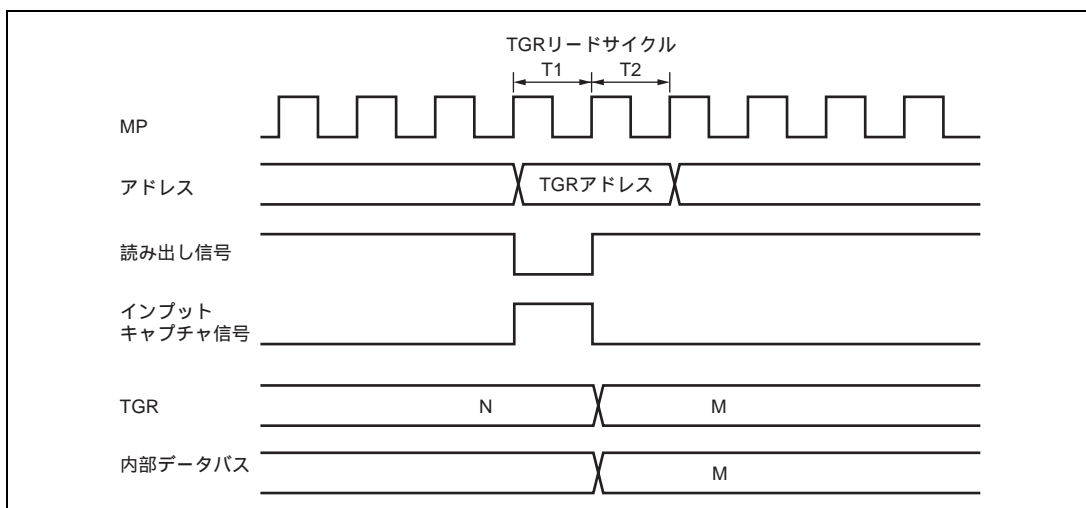 TGRリードサイクル
T1
T2
MP
アドレス
TGRアドレス
読み出し信号
インプット
キャプチャ信号
TGR
N
M
内部データバス
M